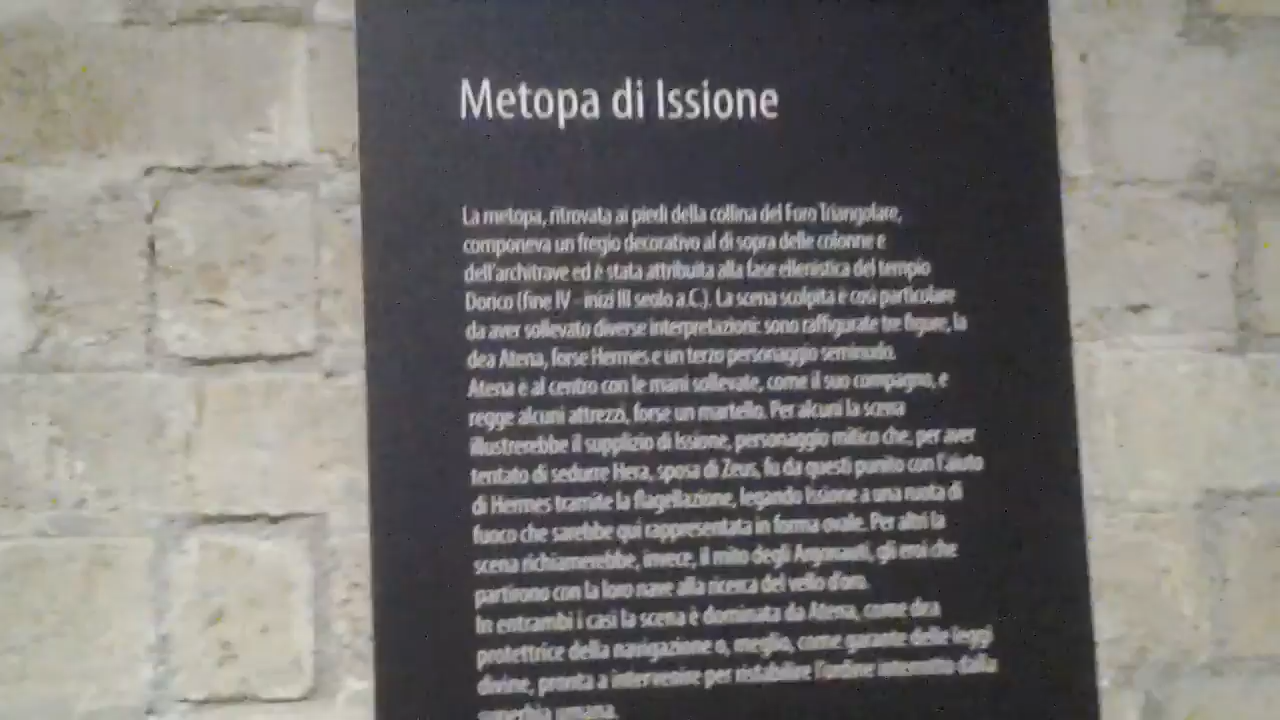 Metopa di Issione
La metopa, ritrovata ai piedi della collina del Foro Triangolare,
componeva un fregio decorativo al di sopra delle colonne e
dell'architrave ed è stata attribuita alla fase ellenistica del tempio
Dorico (fine IV - inizi III seolo a.C.). La scena scolpita è così particolare
da aver sollevato diverse interpretazioni: sono raffigurate tre figure, la
dea Atena, forse Hermes e un terzo personaggio seminudo.
Atena è al centro con le mani sollevate, come il suo compagno, e
regge alcuni attrezzi, forse un martello. Per alcuni la scena
illustrerebbe il supplizio di Issione, personaggio mitico che, per aver
tentato di sedurre Hera, sposa di Zeus, fu da questi punito con l'aiuto
di Hermes tramite la flagellazione, legando Issione a una ruota di
fuoco che sarebbe qui rappresentata in forma ovale. Per altri la
scena richiamerebbe, invece, il mito degli Argonauti, gli eroi che
partirono con la loro nave alla ricerca del vello d'oro.
In entrambi i casi la scena è dominata da Atena, come dea
protettrice della navigazione o, meglio, come garante delle leggi
divine, pronta a intervenire per ristabilire l'ordine interrotto dalla
superbia umana.